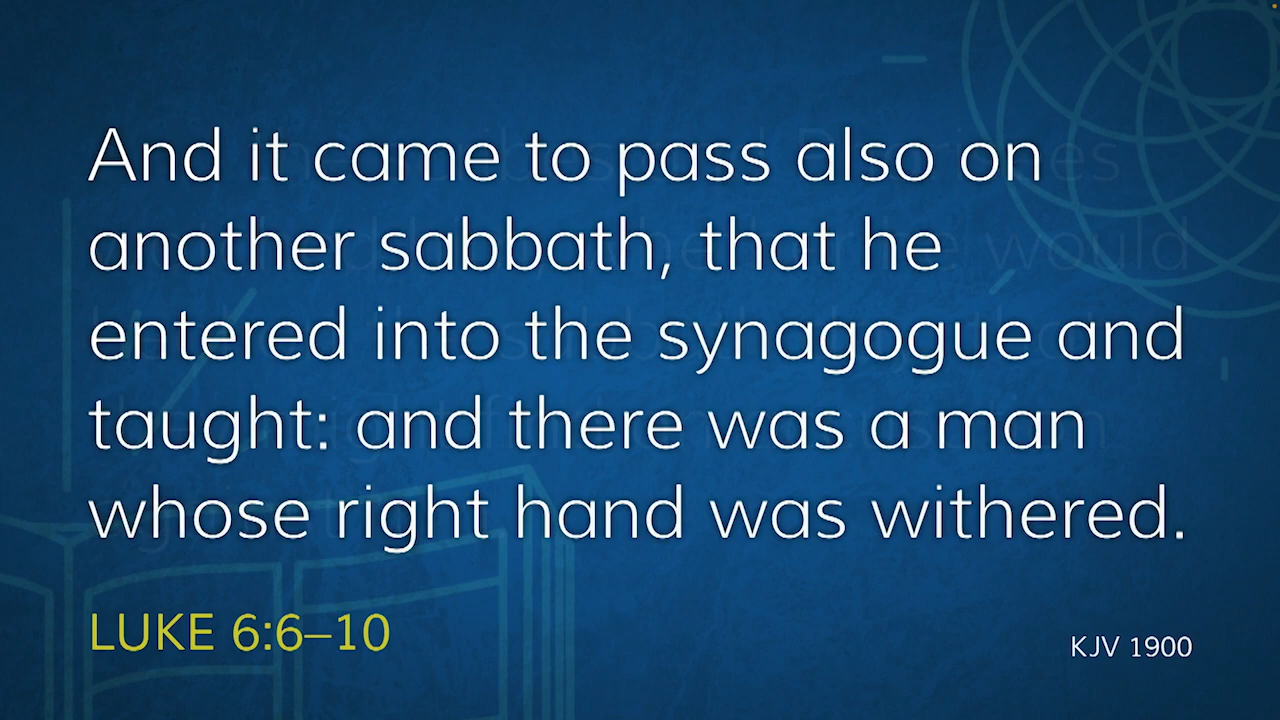 And it came to pass also on
another sabbath, that he
entered into the synagogue and
taught: and there was a man
whose right hand was withered.
LUKE 6:6–10
KJV 1900